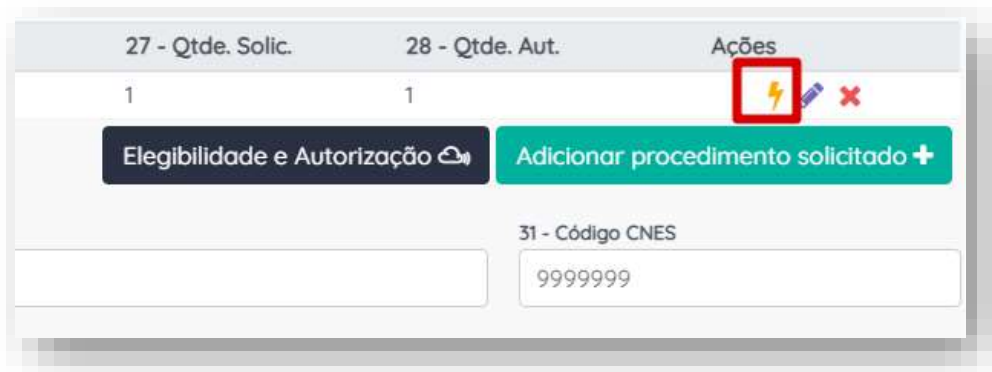 27 - Qtde. Solic. 28 - Qtde. Aut. Ações
1 1
Elegibilidade e Autorização Adicionar procedimento solicitado +
31 - Código CNES
9999999